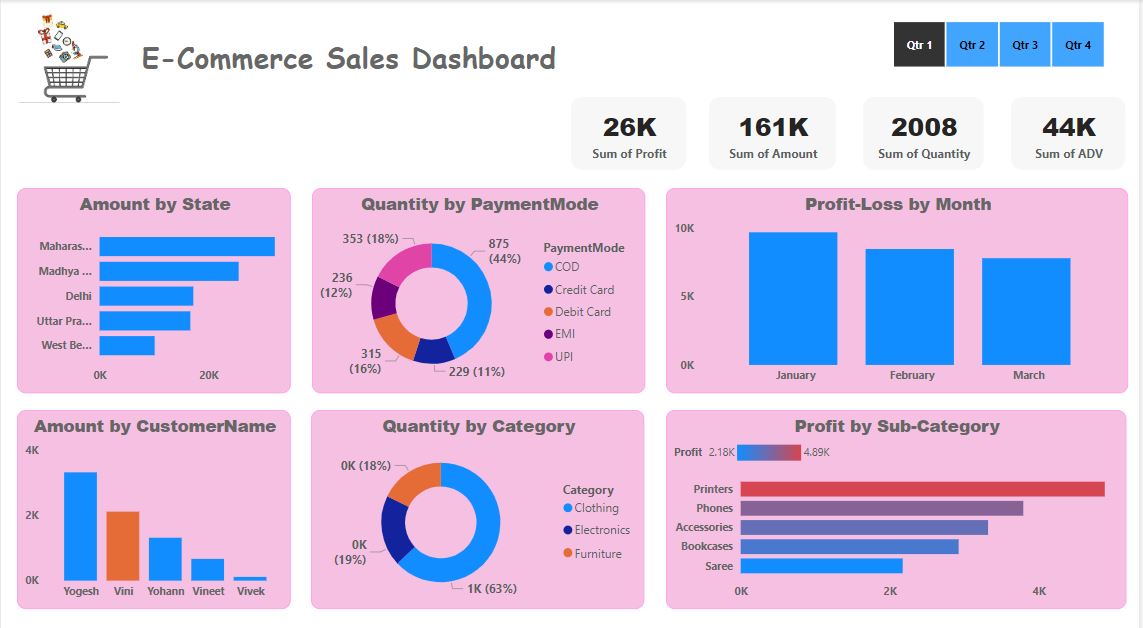 E-Commerce Sales Dashboard
Qtr 1
Qtr 2
Qtr 3
Qtr 4
26K
Sum of Profit
161K
Sum of Amount
2008
Sum of Quantity
44K
Sum of ADV
Amount by State
Maharas...
Madhya ...
Delhi
Uttar Pra...
West Be...
0K
20K
Quantity by PaymentMode
353 (18%)
875
(44%)
236
(12%)
315
(16%)
229 (11%)
PaymentMode
COD
Credit Card
Debit Card
EMI
UPI
Profit-Loss by Month
10K
5K
0K
January
February
March
Amount by CustomerName
4K
2K
0K
Yogesh
Vini
Yohann
Vineet
Vivek
Quantity by Category
0K (18%)
0K
(19%)
1K (63%)
Category
Clothing
Electronics
Furniture
Profit by Sub-Category
Profit
2.18K
4.89K
Printers
Phones
Accessories
Bookcases
Saree
0K
2K
4K